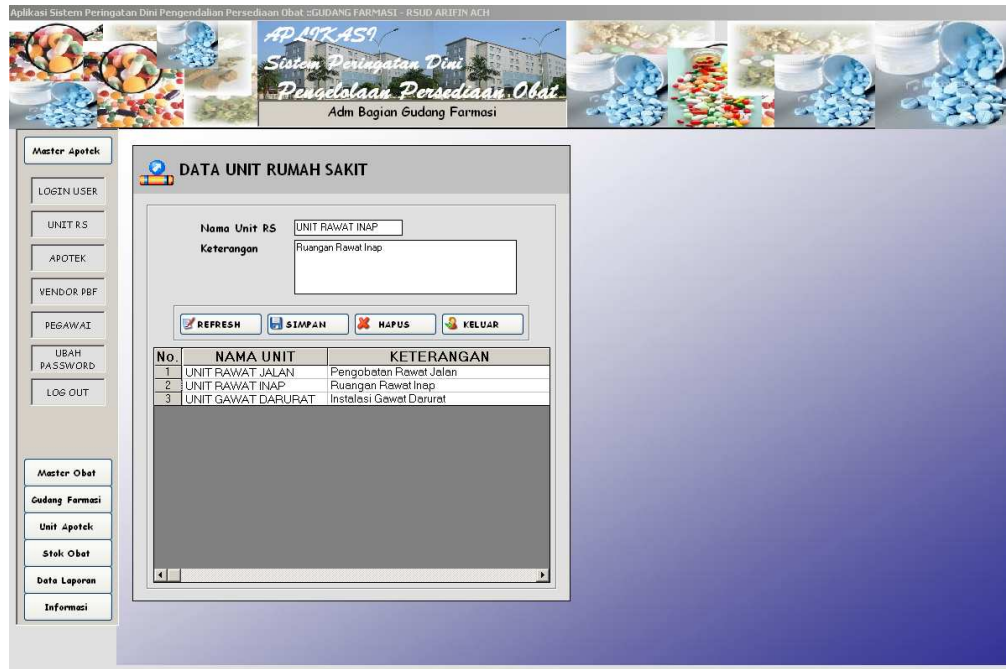 Aplikasi Sistem Peringatan Dini Pengendalian Persediaan Obat ::GUDANG FARMASI - RSUD ARIFIN ACH
APLIKASI
Sistem Peringatan Dini
Pengelolaan Persediaan Obat
Adm Bagian Gudang Farmasi
Master Apotek
LOGIN USER
UNIT RS
APOTEK
VENDOR PBF
PEGAWAI
UBAH
PASSWORD
LOG OUT
Master Obat
Gudang Farmasi
Unit Apotek
Stok Obat
Data Laporan
Informasi
DATA UNIT RUMAH SAKIT
Nama Unit RS UNIT RAWAT INAP
Keterangan Ruangan Rawat Inap
REFRESH SIMPAN HAPUS KELUAR
No. NAMA UNIT KETERANGAN
1 UNIT RAWAT JALAN Pengobatan Rawat Jalan
2 UNIT RAWAT INAP Ruangan Rawat Inap
3 UNIT GAWAT DARURAT Instalasi Gawat Darurat